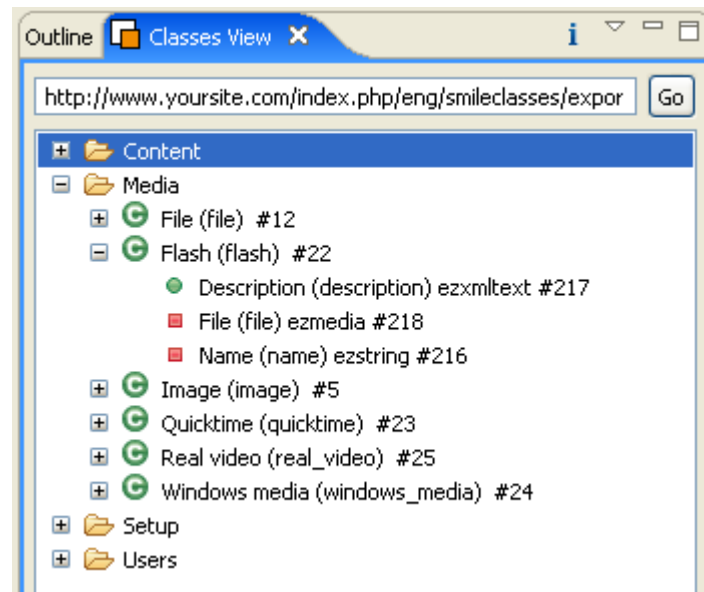 Outline Classes View
http://www.yoursite.com/index.php/eng/smileclasses/expor Go
Content
Media
File (file) #12
Flash (flash) #22
Description (description) ezxmltext #217
File (file) ezmedia #218
Name (name) ezstring #216
Image (image) #5
Quicktime (quicktime) #23
Real video (real_video) #25
Windows media (windows_media) #24
Setup
Users